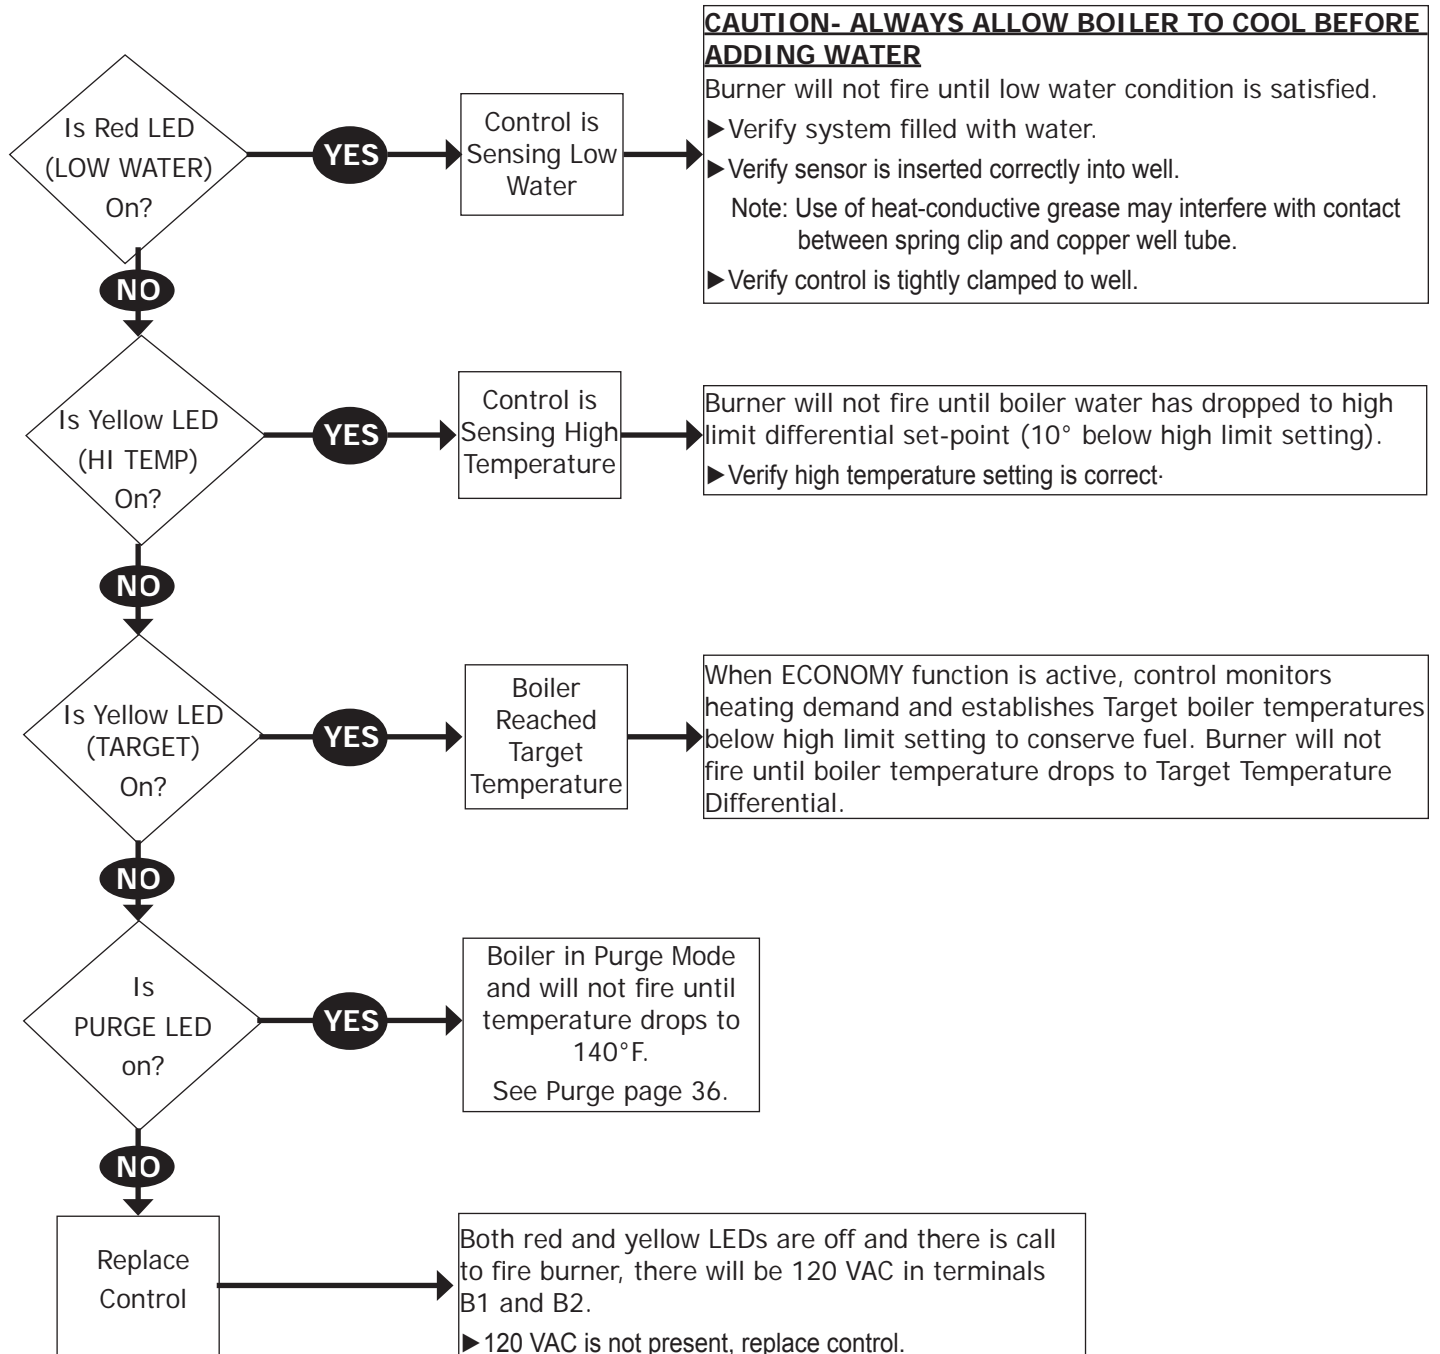 CAUTION- ALWAYS ALLOW BOILER TO COOL BEFORE
ADDING WATER
Burner will not fire until low water condition is satisfied.
►Verify system filled with water.
►Verify sensor is inserted correctly into well.
Note: Use of heat-conductive grease may interfere with contact
between spring clip and copper well tube.
►Verify control is tightly clamped to well.
Is Red LED
(LOW WATER)
On?
YES
Control is
Sensing Low
Water
NO
Is Yellow LED
(HI TEMP)
On?
YES
Control is
Sensing High
Temperature
Burner will not fire until boiler water has dropped to high
limit differential set-point (10° below high limit setting).
►Verify high temperature setting is correct.
NO
Is Yellow LED
(TARGET)
On?
YES
Boiler
Reached
Target
Temperature
When ECONOMY function is active, control monitors
heating demand and establishes Target boiler temperatures
below high limit setting to conserve fuel. Burner will not
fire until boiler temperature drops to Target Temperature
Differential.
NO
Is
PURGE LED
on?
YES
Boiler in Purge Mode
and will not fire until
temperature drops to
140°F.
See Purge page 36.
NO
Replace
Control
Both red and yellow LEDs are off and there is call
to fire burner, there will be 120 VAC in terminals
B1 and B2.
►120 VAC is not present, replace control.